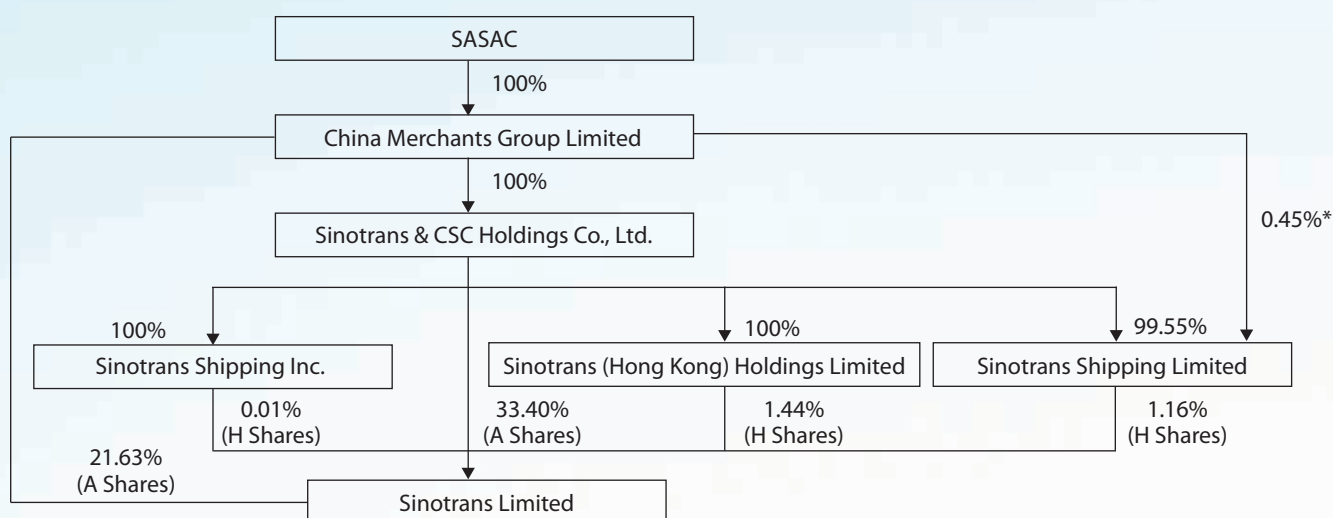 SASAC
100%
China Merchants Group Limited
100%
0.45%*
Sinotrans & CSC Holdings Co., Ltd.
100%
100%
99.55%
Sinotrans Shipping Inc.
Sinotrans (Hong Kong) Holdings Limited
Sinotrans Shipping Limited
0.01%
(H Shares)
33.40%
(A Shares)
1.44%
(H Shares)
1.16%
(H Shares)
21.63%
(A Shares)
Sinotrans Limited